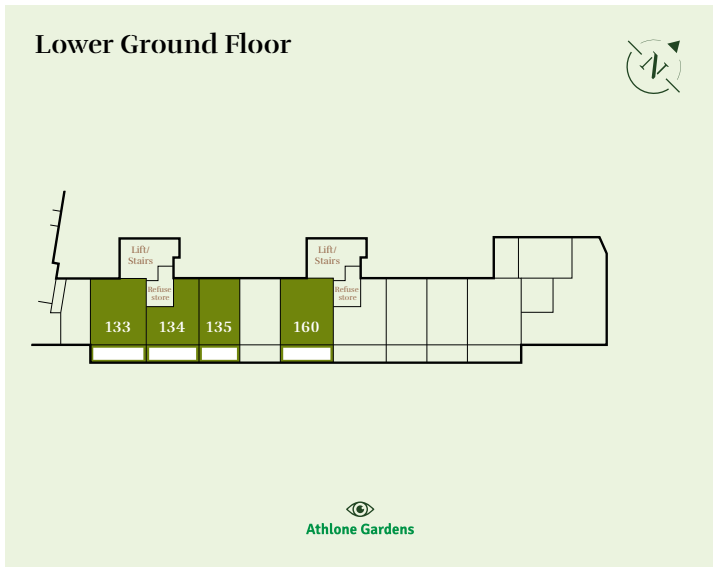 Lower Ground Floor
N
Lift/
Stairs
Lift/
Stairs
Refuse
store
Refuse
store
133
134
135
160
Athlone Gardens